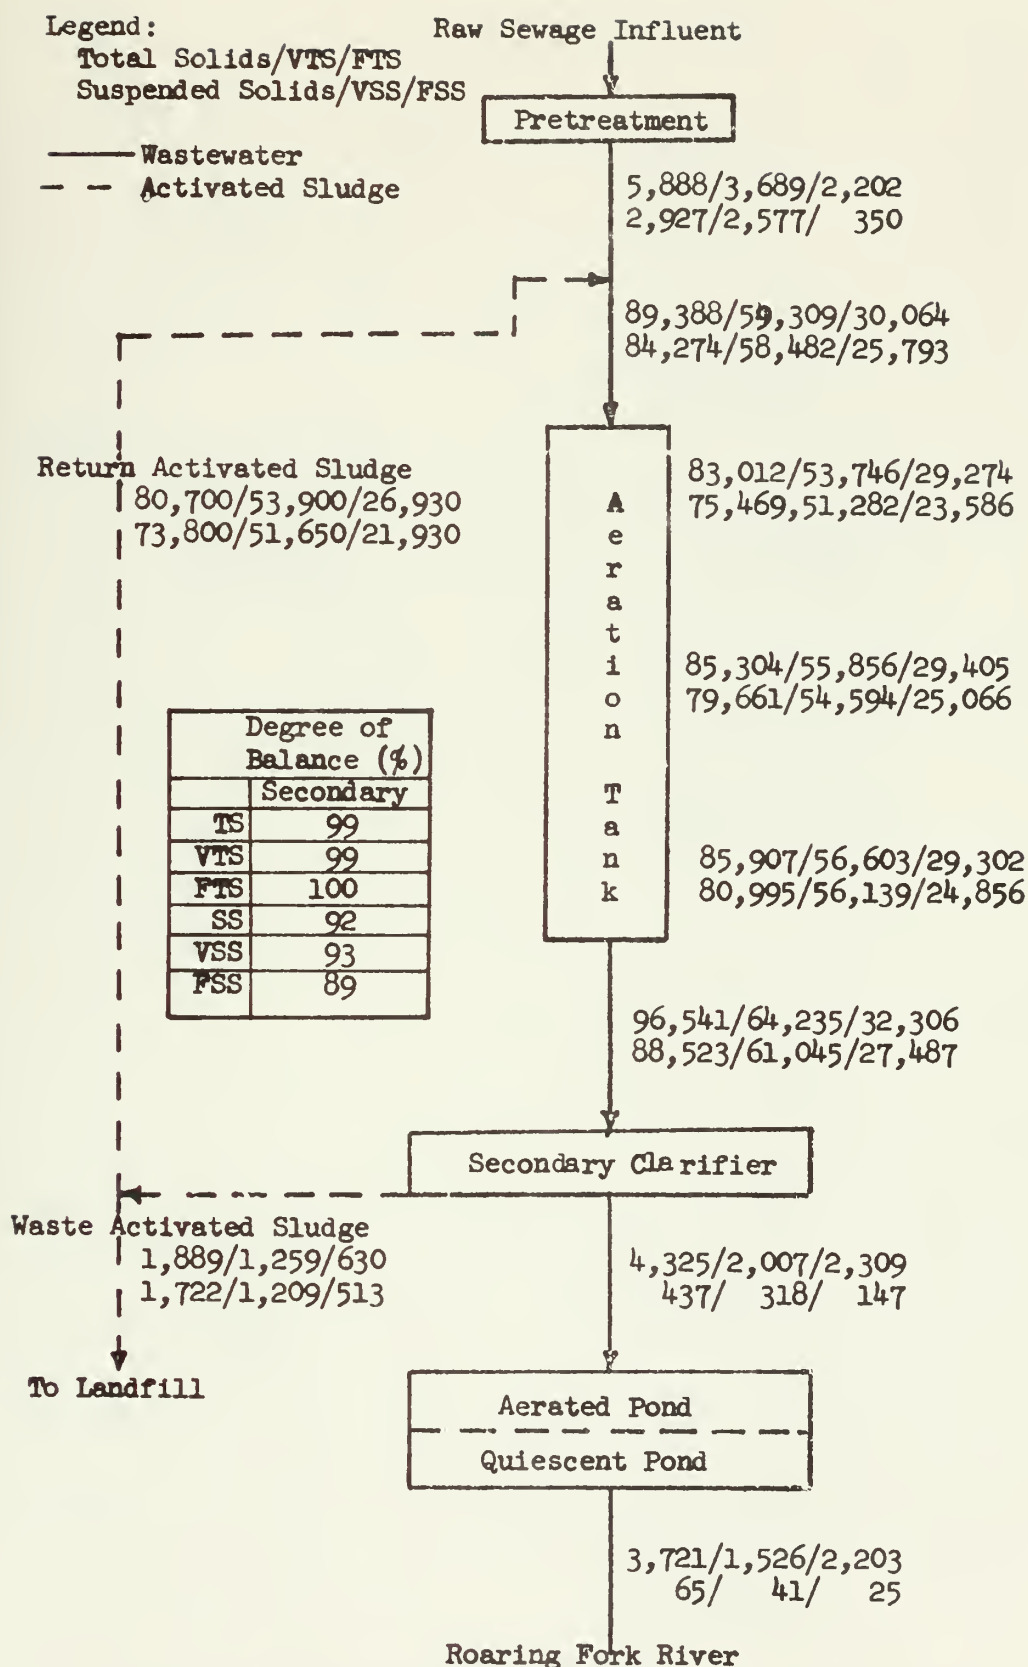 Legend:
Total Solids/VTS/FTS
Suspended Solids/VSS/FSS
Wastewater
Activated Sludge
Raw Sewage Influent
Pretreatment
5,888/3,689/2,202
2,927/2,577/ 350
89,388/59,309/30,064
84,274/58,482/25,793
Return Activated Sludge
80,700/53,900/26,930
73,800/51,650/21,930
Aeration Tank
83,012/53,746/29,274
75,469,51,282/23,586
85,304/55,856/29,405
79,661/54,594/25,066
85,907/56,603/29,302
80,995/56,139/24,856
Degree of
Balance (%)
Secondary
TS 99
VTS 99
FTS 100
SS 92
VSS 93
FSS 89
96,541/64,235/32,306
88,523/61,045/27,487
Secondary Clarifier
Waste Activated Sludge
1,889/1,259/630
1,722/1,209/513
To Landfill
4,325/2,007/2,309
437/ 318/ 147
Aerated Pond
Quiescent Pond
3,721/1,526/2,203
65/ 41/ 25
Roaring Fork River